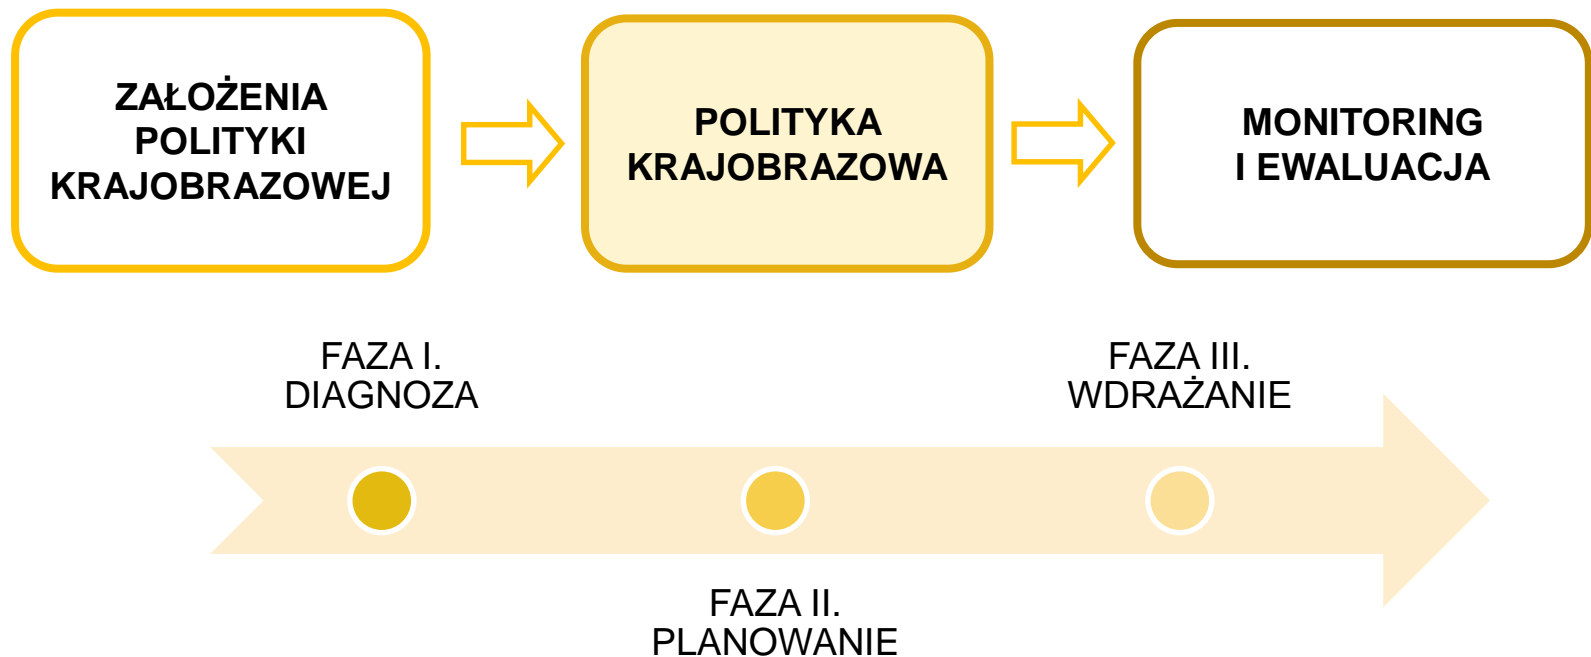 ZAŁOŻENIA
POLITYKI
KRAJOBRAZOWEJ
POLITYKA
KRAJOBRAZOWA
MONITORING
I EWALUACJA
FAZA I.
DIAGNOZA
FAZA III.
WDRAŻANIE
FAZA II.
PLANOWANIE